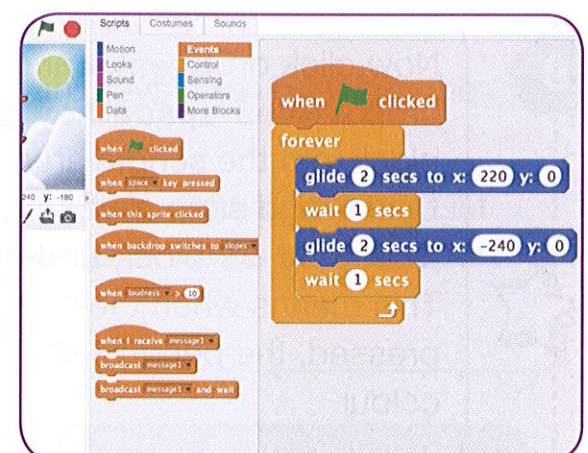 Scripts Costumes Sounds
Motion Events
Looks Control
Sound Sensing
Pen Operators
Data More Blocks
when clicked
when space key pressed
when this sprite clicked
when backdrop switches to slopes
when loudness > 10
when I receive message1
broadcast message1
broadcast message1 and wait
240 y: -180
when clicked
forever
glide 2 secs to x: 220 y: 0
wait 1 secs
glide 2 secs to x: -240 y: 0
wait 1 secs